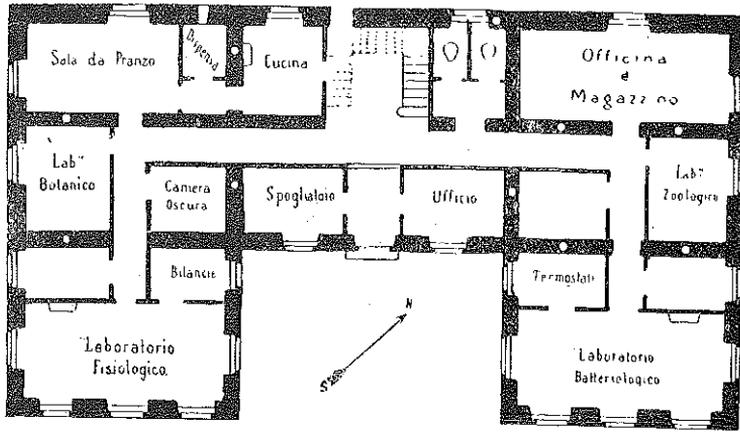 Sala da Pranzo
Dispensa
Cucina
Officina
e
Magazzino
Lab.º
Botanico
Camera
Oscura
Spogliatoio
Ufficio
Lab.º
Zoologico
Bilancie
Termostati
Laboratorio
Fisiologico.
Laboratorio
Batteriologico
N
S